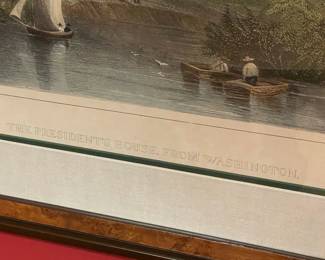 THE PRESIDENT'S HOUSE, FROM WASHINGTON.